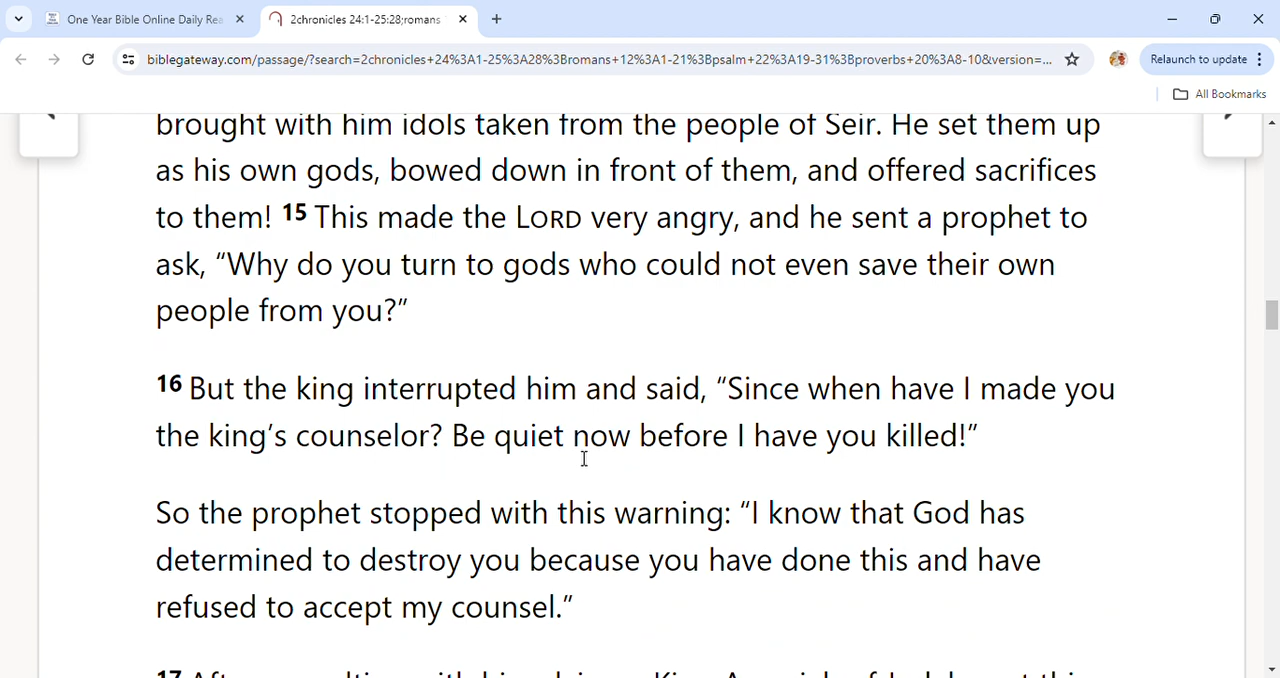 One Year Bible Online Daily Rea
2chronicles 24:1-25:28;romans
biblegateway.com/passage/?search=2chronicles+24%3A1-25%3A28%3Bromans+12%3A1-21%3Bpsalm+22%3A19-31%3Bproverbs+20%3A8-10&version=...
Relaunch to update
All Bookmarks
brought with him idols taken from the people of Seir. He set them up
as his own gods, bowed down in front of them, and offered sacrifices
to them! 15 This made the LORD very angry, and he sent a prophet to
ask, “Why do you turn to gods who could not even save their own
people from you?”
16 But the king interrupted him and said, “Since when have I made you
the king’s counselor? Be quiet now before I have you killed!”
So the prophet stopped with this warning: “I know that God has
determined to destroy you because you have done this and have
refused to accept my counsel.”
17